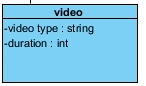 video
-video type : string
-duration : int